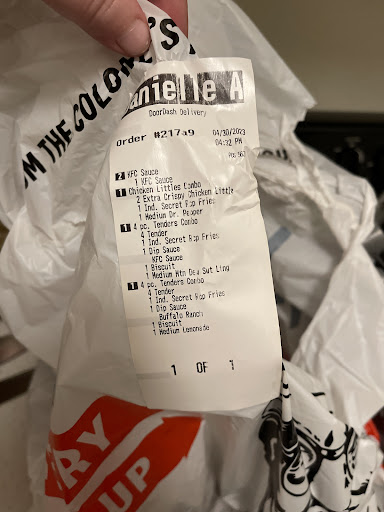 OM THE COLONEL'S
Danielle A
DoorDash Delivery
Order #217a9 04/30/2023
04:32 PM
2 KFC Sauce
1 KFC Sauce
1 Chicken Littles Combo
2 Extra Crispy Chicken Little
1 Ind. Secret Rcp Fries
1 Medium Dr. Pepper
1 4 pc. Tenders Combo
4 Tender
1 Ind. Secret Rcp Fries
1 Dip Sauce
KFC Sauce
1 Biscuit
1 Medium Mtn Dew Swt Ling
1 4 pc. Tenders Combo
4 Tender
1 Ind. Secret Rcp Fries
1 Dip Sauce
Buffalo Ranch
1 Biscuit
1 Medium Lemonade
1 OF 1
RY
UP